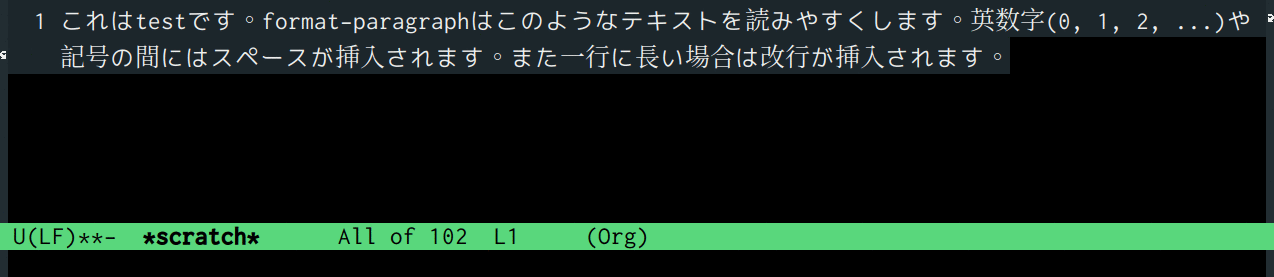 1 これはtestです。format-paragraphはこのようなテキストを読みやすくします。英数字(0, 1, 2, ...)や
記号の間にはスペースが挿入されます。また一行に長い場合は改行が挿入されます。
U(LF)**-  *scratch*      All of 102  L1     (Org)